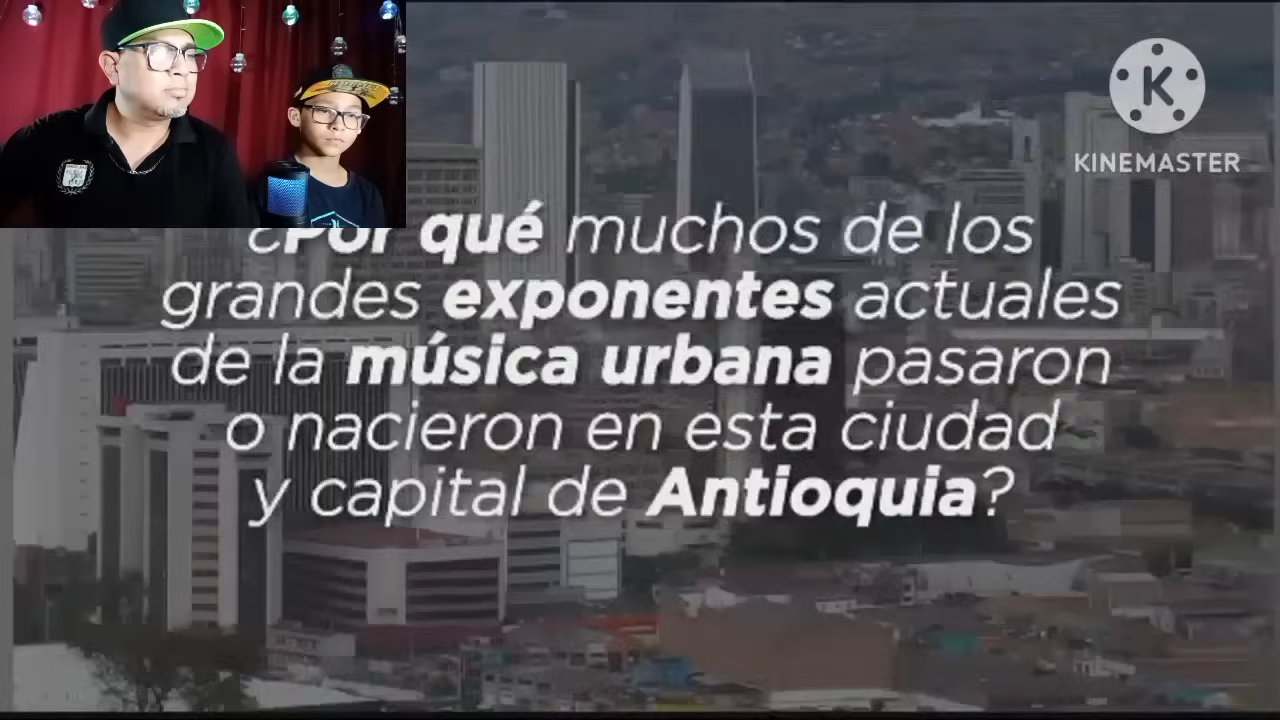 K
KINEMASTER
¿Por qué muchos de los
grandes exponentes actuales
de la música urbana pasaron
o nacieron en esta ciudad
y capital de Antioquia?